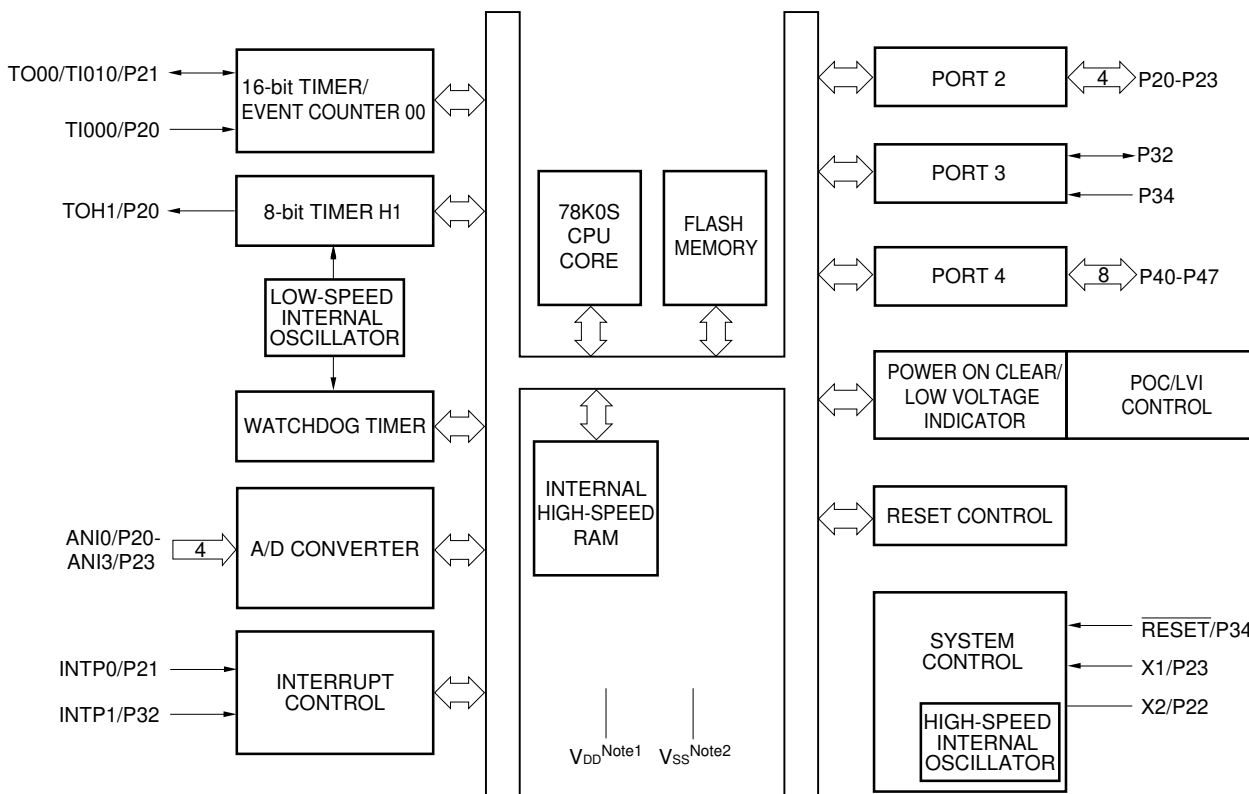 TO00/TI010/P21
TI000/P20
16-bit TIMER/
EVENT COUNTER 00
TOH1/P20
8-bit TIMER H1
LOW-SPEED
INTERNAL
OSCILLATOR
WATCHDOG TIMER
ANI0/P20-
ANI3/P23
4
A/D CONVERTER
INTP0/P21
INTP1/P32
INTERRUPT
CONTROL
78K0S
CPU
CORE
FLASH
MEMORY
INTERNAL
HIGH-SPEED
RAM
VDD Note1
VSS Note2
PORT 2
4
P20-P23
PORT 3
P32
P34
PORT 4
8
P40-P47
POWER ON CLEAR/
LOW VOLTAGE
INDICATOR
POC/LVI
CONTROL
RESET CONTROL
SYSTEM
CONTROL
RESET/P34
X1/P23
X2/P22
HIGH-SPEED
INTERNAL
OSCILLATOR